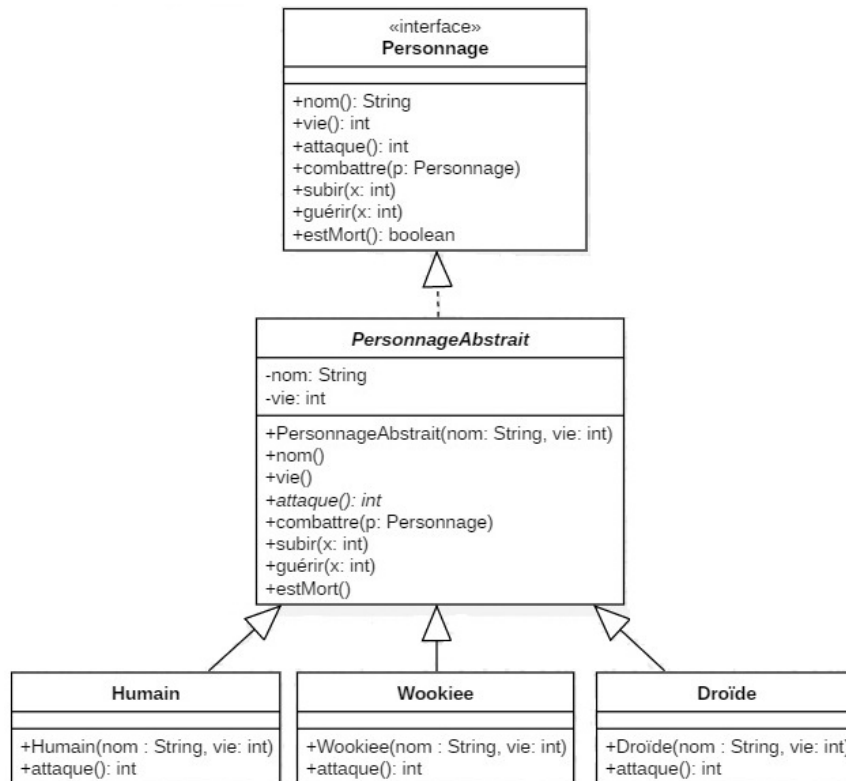 «interface»
Personnage
+nom(): String
+vie(): int
+attaque(): int
+combattre(p: Personnage)
+subir(x: int)
+guérir(x: int)
+estMort(): boolean
PersonnageAbstrait
-nom: String
-vie: int
+PersonnageAbstrait(nom: String, vie: int)
+nom()
+vie()
+attaque(): int
+combattre(p: Personnage)
+subir(x: int)
+guérir(x: int)
+estMort()
Humain
+Humain(nom : String, vie: int)
+attaque(): int
Wookiee
+Wookiee(nom : String, vie: int)
+attaque(): int
Droïde
+Droïde(nom : String, vie: int)
+attaque(): int